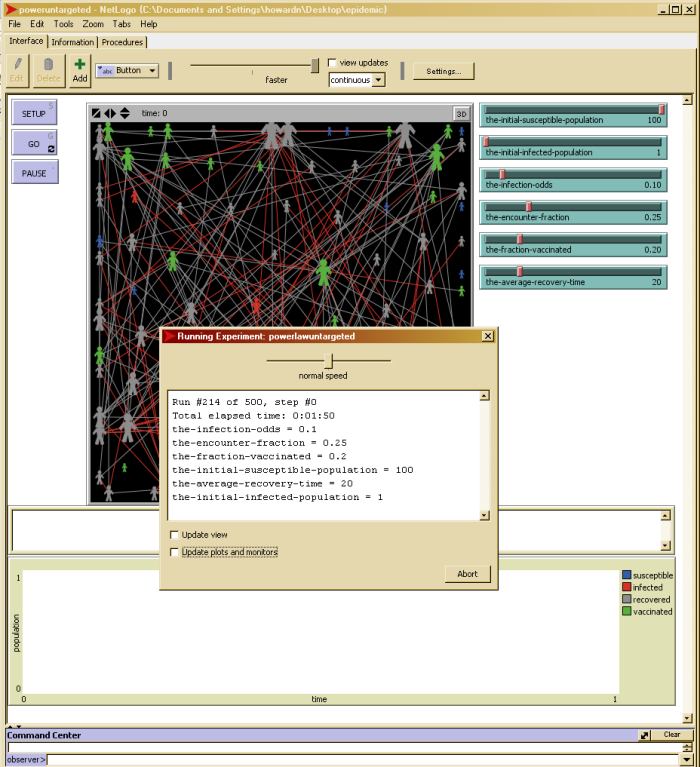 poweruntargeted - NetLogo {C:\Documents and Settings\howardn\Desktop\epidemic}
File Edit Tools Zoom Tabs Help
Interface Information Procedures
Edit Delete Add abc Button faster view updates continuous Settings...
SETUP S
GO G
PAUSE
time: 0 3D
the-initial-susceptible-population 100
the-initial-infected-population 1
the-infection-odds 0.10
the-encounter-fraction 0.25
the-fraction-vaccinated 0.20
the-average-recovery-time 20
Running Experiment: powerlawuntargeted
normal speed
Run #214 of 500, step #0
Total elapsed time: 0:01:50
the-infection-odds = 0.1
the-encounter-fraction = 0.25
the-fraction-vaccinated = 0.2
the-initial-susceptible-population = 100
the-average-recovery-time = 20
the-initial-infected-population = 1
Update view
Update plots and monitors
Abort
1
population
0
0 time 1
susceptible
infected
recovered
vaccinated
Command Center Clear
observer>